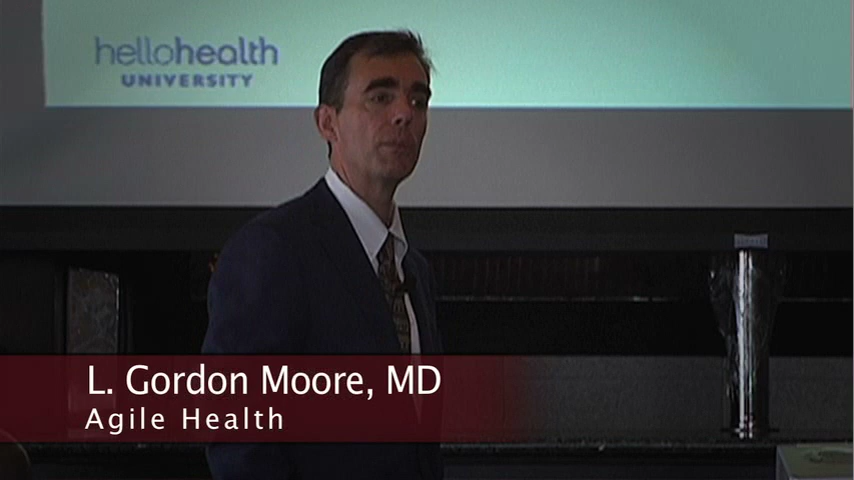 hellohealth
UNIVERSITY
L. Gordon Moore, MD
Agile Health